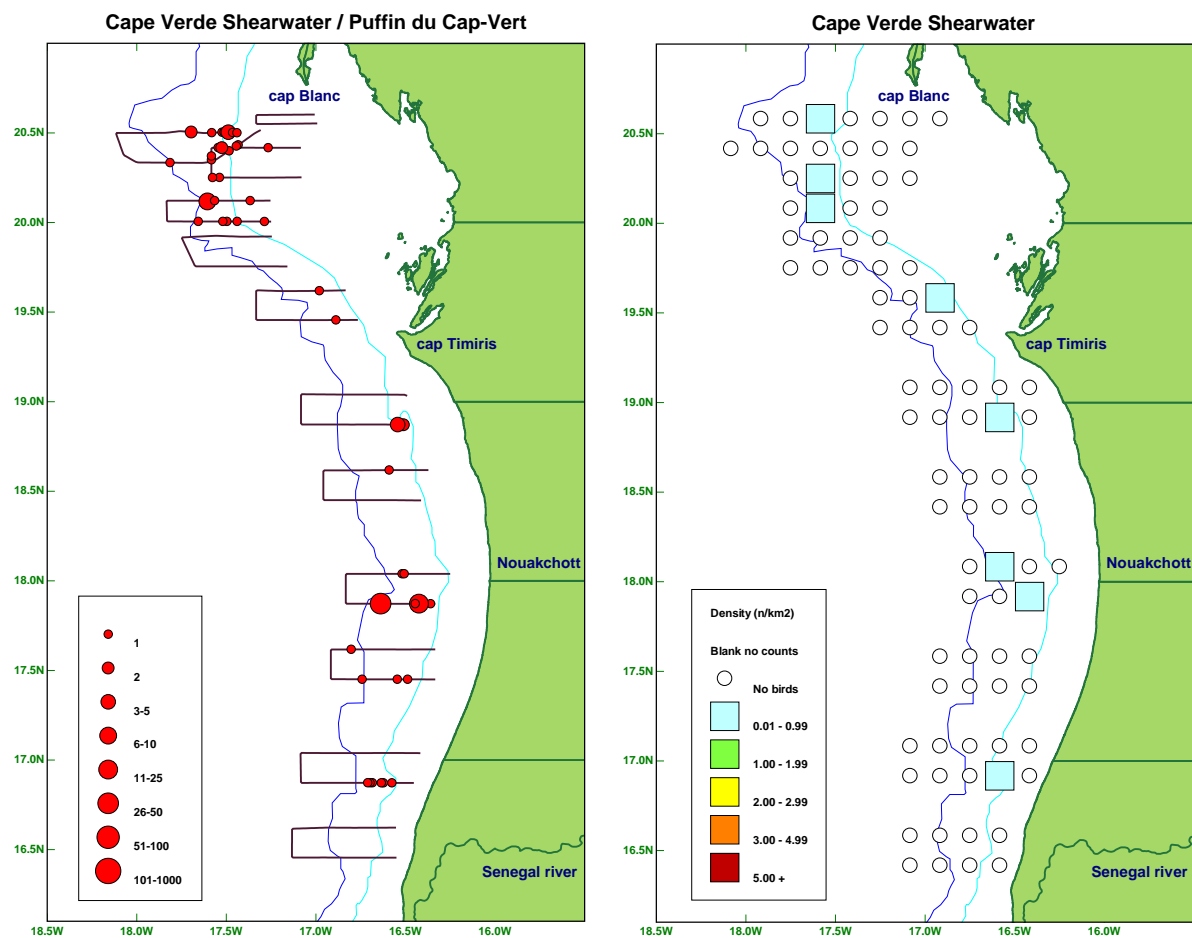 Cape Verde Shearwater / Puffin du Cap-Vert
cap Blanc
20.5N
20.0N
19.5N
cap Timiris
19.0N
18.5N
Nouakchott
18.0N
17.5N
17.0N
16.5N
Senegal river
1
2
3-5
6-10
11-25
26-50
51-100
101-1000
18.5W
18.0W
17.5W
17.0W
16.5W
16.0W
Cape Verde Shearwater
cap Blanc
20.5N
20.0N
19.5N
cap Timiris
19.0N
18.5N
Nouakchott
18.0N
17.5N
17.0N
16.5N
Senegal river
Density (n/km2)
Blank no counts
No birds
0.01 - 0.99
1.00 - 1.99
2.00 - 2.99
3.00 - 4.99
5.00 +
18.5W
18.0W
17.5W
17.0W
16.5W
16.0W